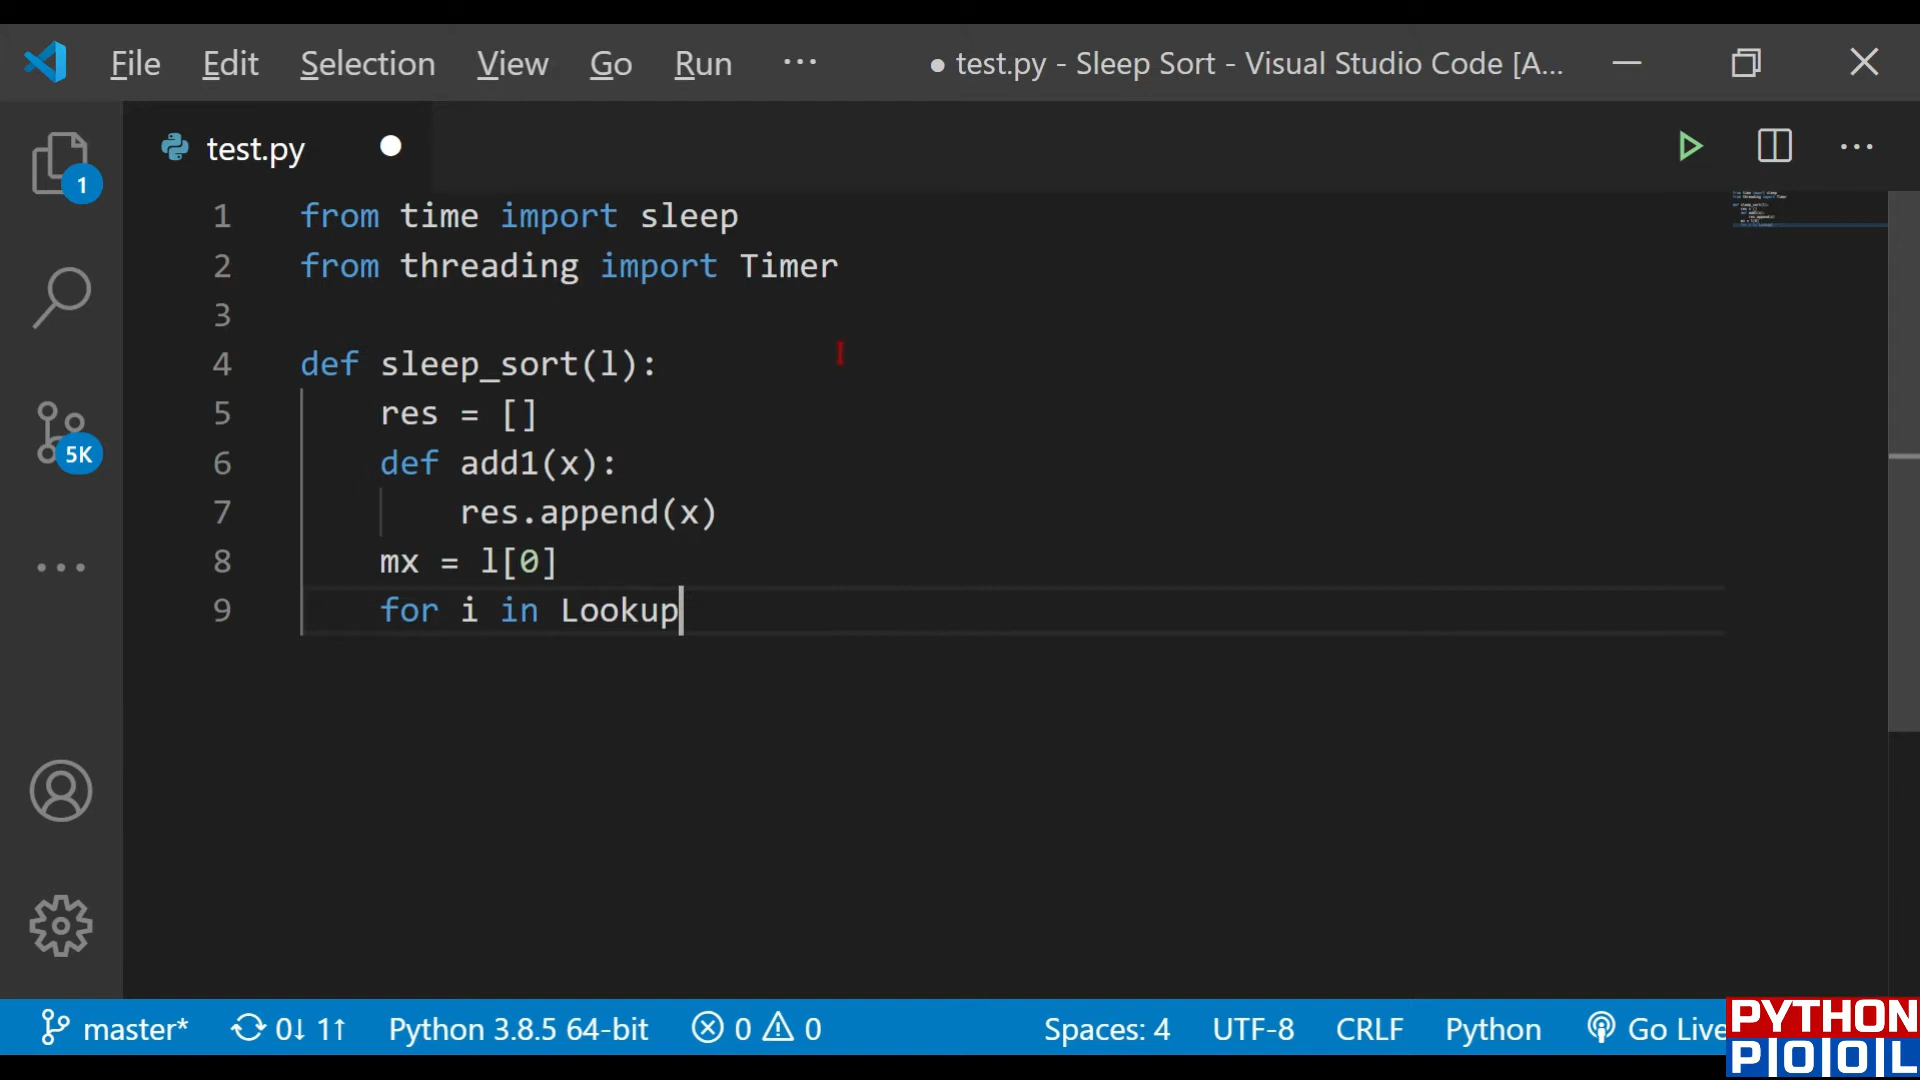 File Edit Selection View Go Run ··· ● test.py - Sleep Sort - Visual Studio Code [A...
test.py
1
5K
1 from time import sleep
2 from threading import Timer
3
4 def sleep_sort(l):
5 res = []
6 def add1(x):
7 res.append(x)
8 mx = l[0]
9 for i in Lookup
master* 0↓ 1↑ Python 3.8.5 64-bit 0 0 Spaces: 4 UTF-8 CRLF Python Go Live
PYTHON
P|O|O|L